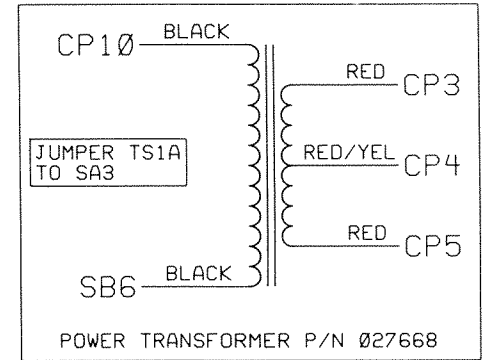 BLACK
CP1Ø
RED
CP3
JUMPER TS1A
TO SA3
RED/YEL
CP4
RED
CP5
BLACK
SB6
POWER TRANSFORMER P/N Ø27668